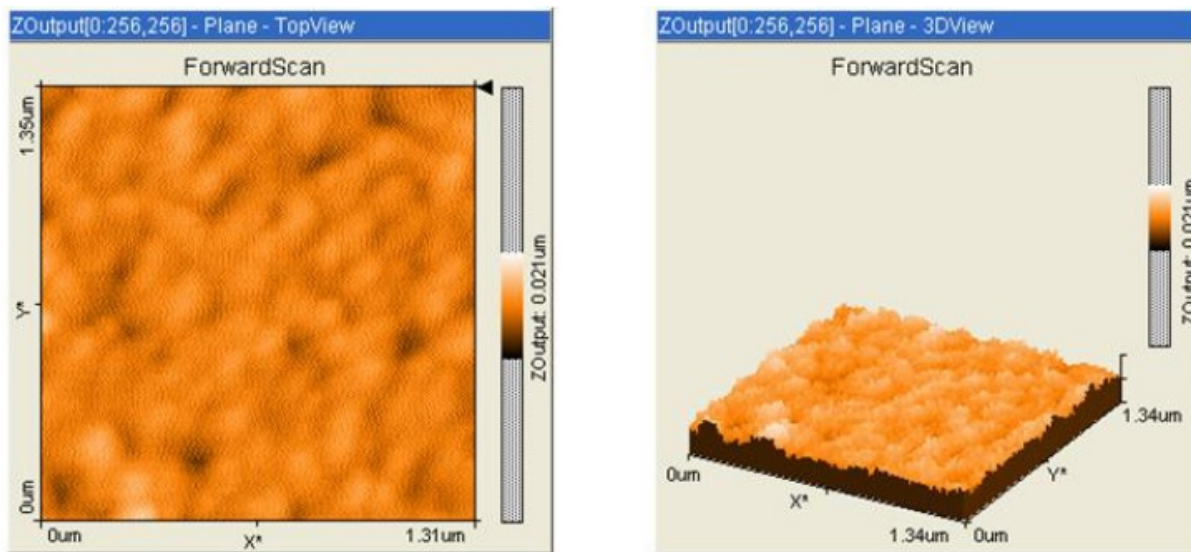 ZOutput[0:256,256] - Plane - TopView
ForwardScan
1.35um
Y*
0um
0um
X*
1.31um
ZOutput: 0.021um
ZOutput[0:256,256] - Plane - 3DView
ForwardScan
ZOutput: 0.021um
0um
X*
1.34um
0um
Y*
1.34um